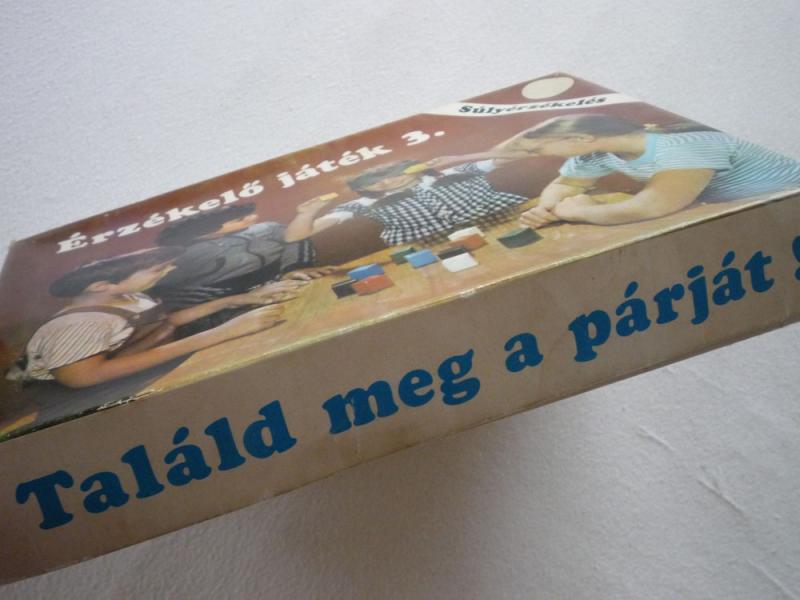 Súlyérzékelés
Érzékelő játék 3.
Találd meg a párját!